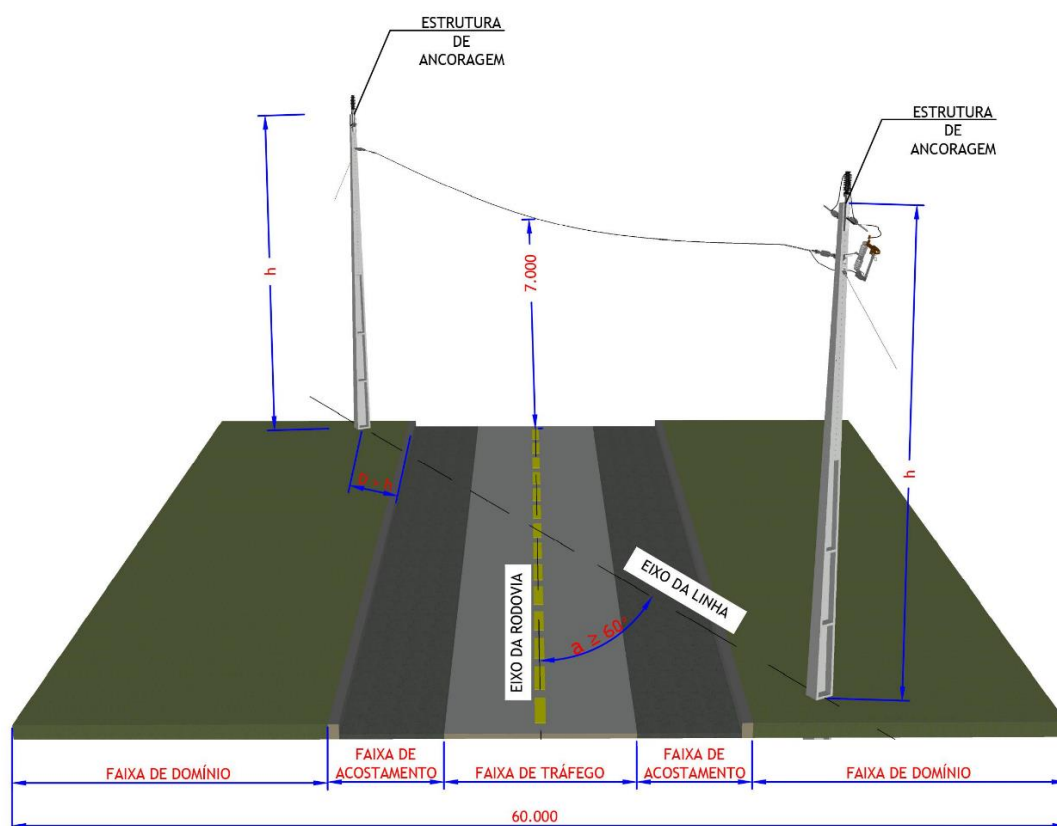 ESTRUTURA
DE
ANCORAGEM
ESTRUTURA
DE
ANCORAGEM
h
7.000
h
EIXO DA RODOVIA
EIXO DA LINHA
a ≥ 60
FAIXA DE DOMÍNIO
FAIXA DE
ACOSTAMENTO
FAIXA DE TRÁFEGO
FAIXA DE
ACOSTAMENTO
FAIXA DE DOMÍNIO
60.000